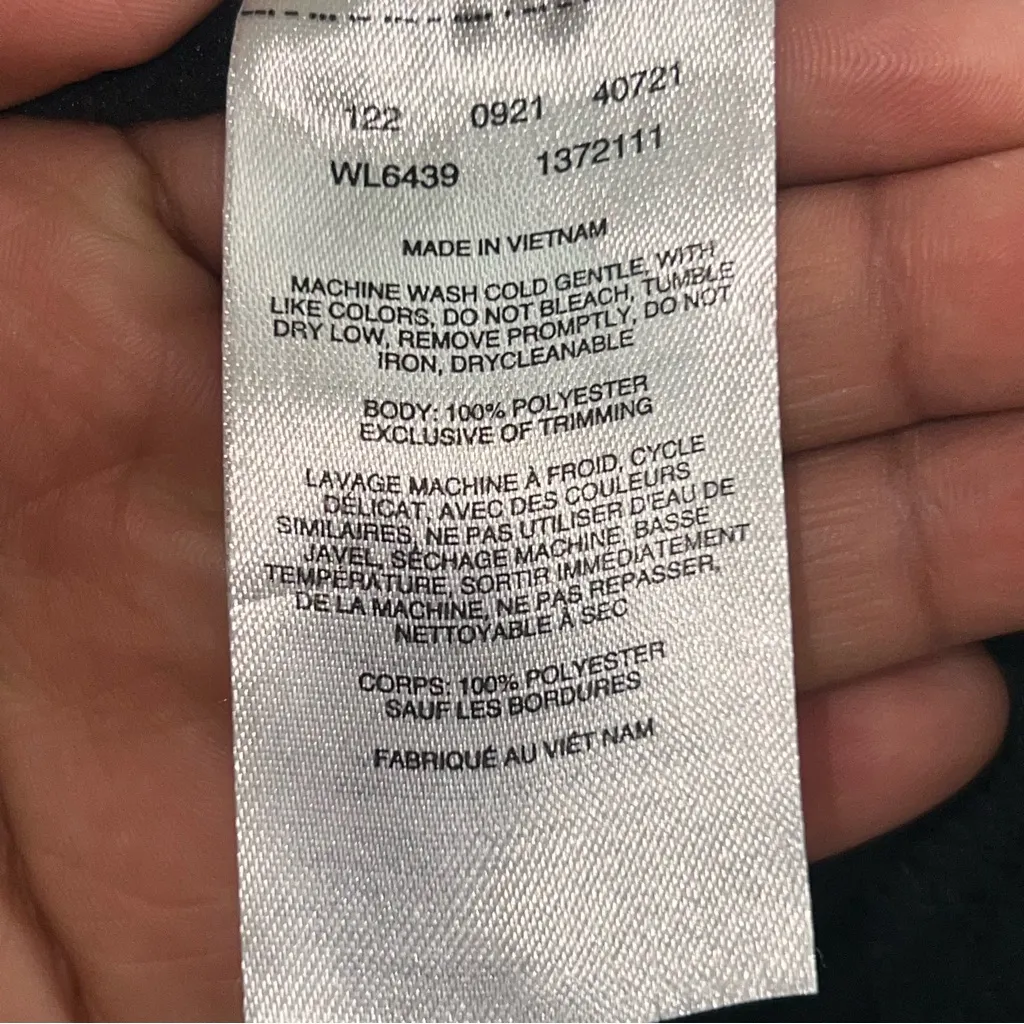 122 0921 40721
WL6439 1372111
MADE IN VIETNAM
MACHINE WASH COLD GENTLE, WITH
LIKE COLORS, DO NOT BLEACH, TUMBLE
DRY LOW, REMOVE PROMPTLY, DO NOT
IRON, DRYCLEANABLE
BODY: 100% POLYESTER
EXCLUSIVE OF TRIMMING
LAVAGE MACHINE À FROID, CYCLE
DÉLICAT, AVEC DES COULEURS
SIMILAIRES, NE PAS UTILISER D'EAU DE
JAVEL, SÉCHAGE MACHINE, BASSE
TEMPÉRATURE, SORTIR IMMÉDIATEMENT
DE LA MACHINE, NE PAS REPASSER,
NETTOYABLE À SEC
CORPS: 100% POLYESTER
SAUF LES BORDURES
FABRIQUÉ AU VIÊT NAM